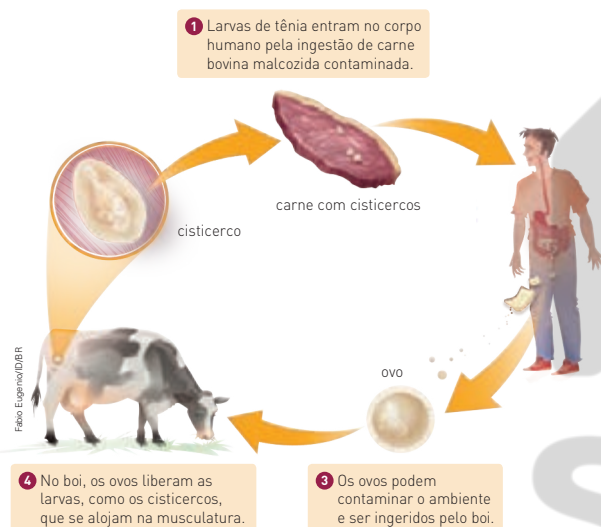 1 Larvas de tênia entram no corpo
humano pela ingestão de carne
bovina malcozida contaminada.
carne com cisticercos
cisticerco
Fabio Eugenio/ID/BR
ovo
4 No boi, os ovos liberam as
larvas, como os cisticercos,
que se alojam na musculatura.
3 Os ovos podem
contaminar o ambiente
e ser ingeridos pelo boi.